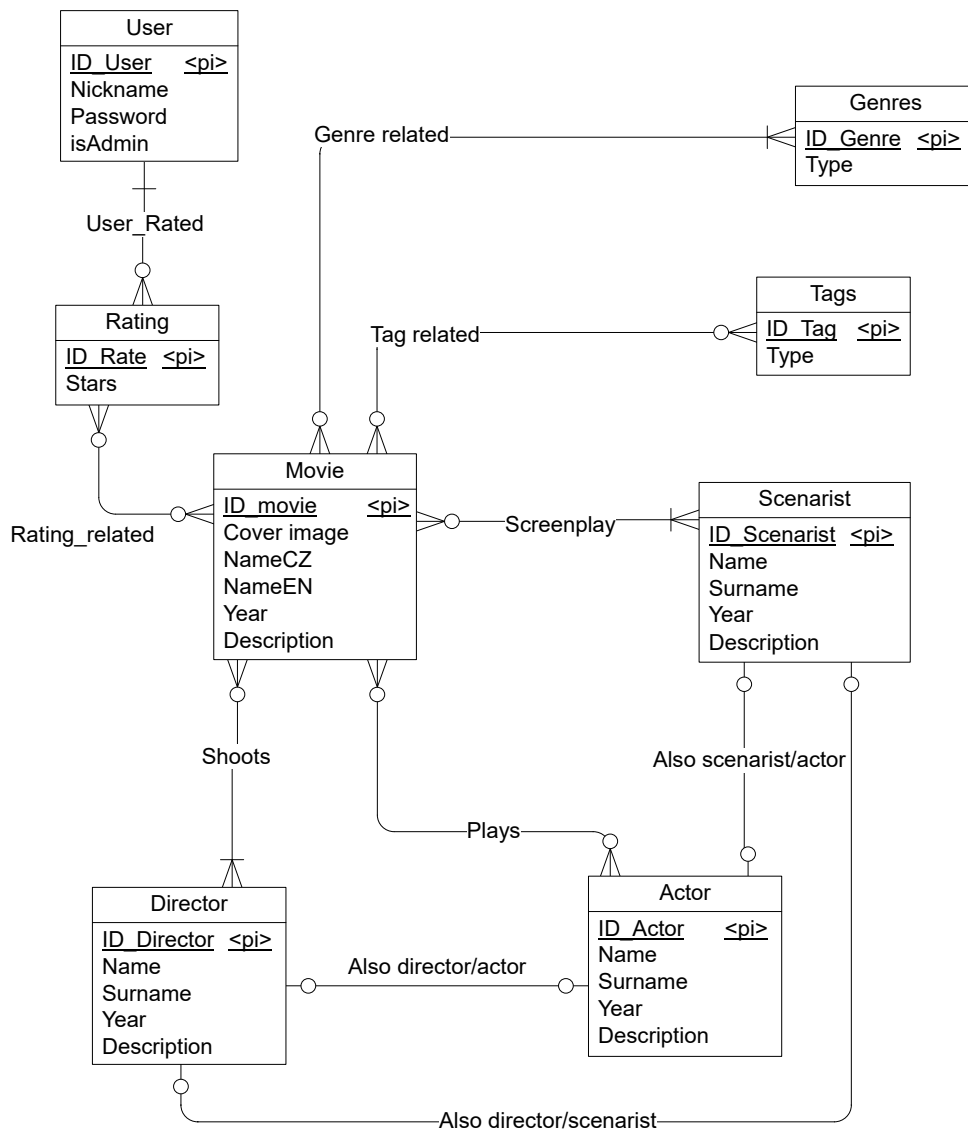 User
ID_User <pi>
Nickname
Password
isAdmin
Genres
ID_Genre <pi>
Type
Genre related
User_Rated
Tags
ID_Tag <pi>
Type
Rating
ID_Rate <pi>
Stars
Tag related
Movie
ID_movie <pi>
Cover image
NameCZ
NameEN
Year
Description
Rating_related
Screenplay
Scenarist
ID_Scenarist <pi>
Name
Surname
Year
Description
Shoots
Also scenarist/actor
Plays
Director
ID_Director <pi>
Name
Surname
Year
Description
Also director/actor
Actor
ID_Actor <pi>
Name
Surname
Year
Description
Also director/scenarist